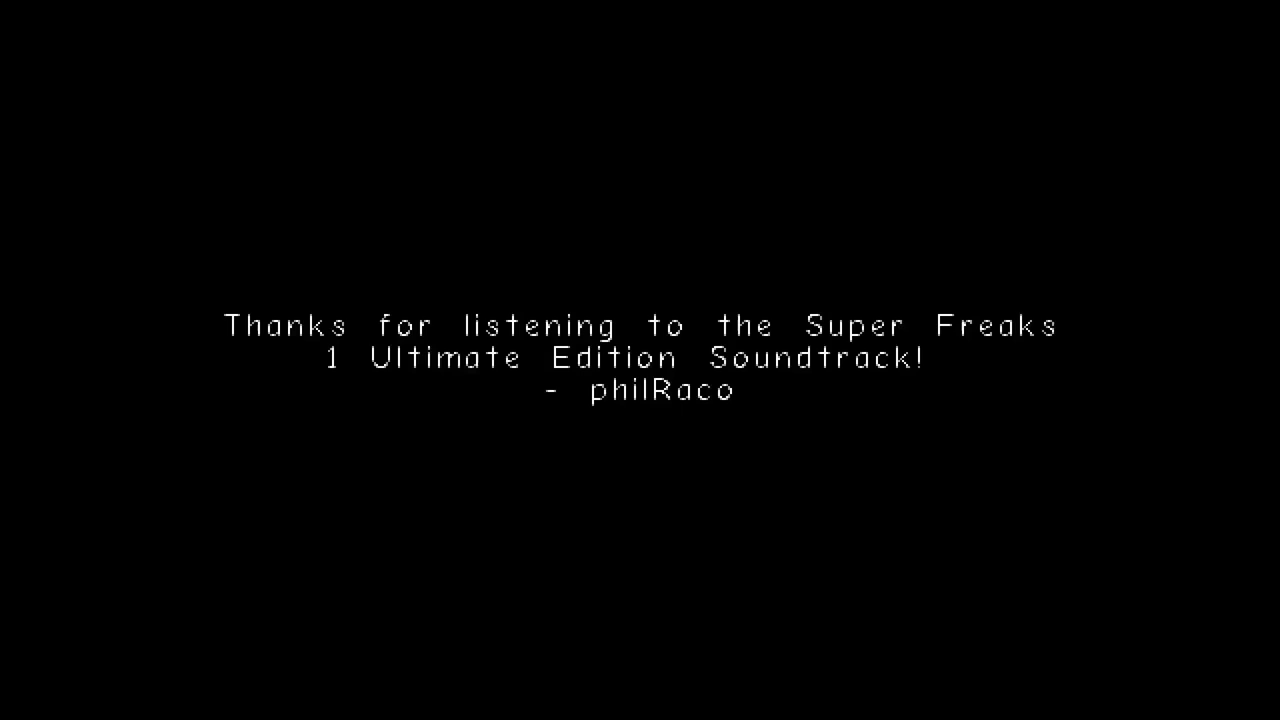 Thanks for listening to the Super Freaks
1 Ultimate Edition Soundtrack!
- philRaco